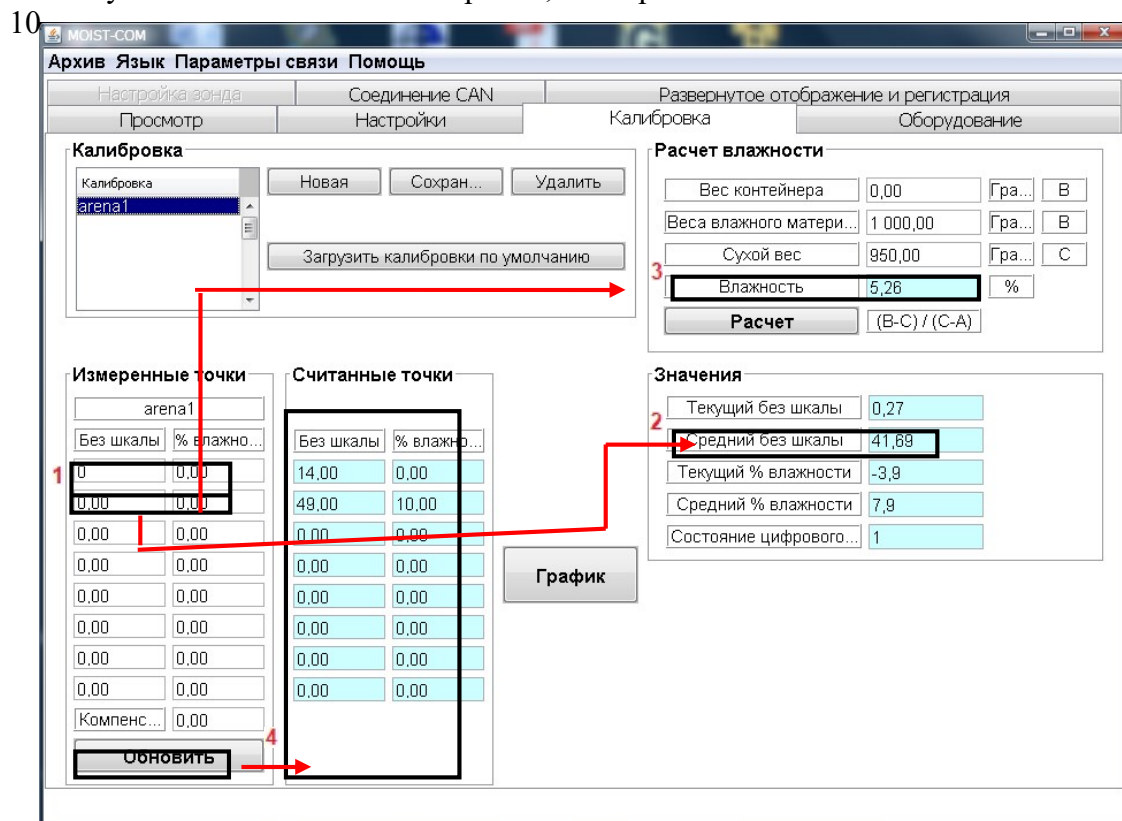 10
MOIST-COM
Архив Язык Параметры связи Помощь
Настройка зонда Соединение CAN Развернутое отображение и регистрация
Просмотр Настройки Калибровка Оборудование
Калибровка
Калибровка
arena1
Новая Сохран... Удалить
Загрузить калибровки по умолчанию
Расчет влажности
Вес контейнера 0,00 Гра... B
Веса влажного матери... 1 000,00 Гра... B
Сухой вес 950,00 Гра... C
3
Влажность 5,26 %
Расчет (B-C) / (C-A)
Измеренные точки
arena1
Без шкалы % влажно...
1
0 0,00
0,00 0,00
0,00 0,00
0,00 0,00
0,00 0,00
0,00 0,00
0,00 0,00
0,00 0,00
Компенс... 0,00
4
Обновить
Считанные точки
Без шкалы % влажно...
14,00 0,00
49,00 10,00
0,00 0,00
0,00 0,00
0,00 0,00
0,00 0,00
0,00 0,00
0,00 0,00
График
Значения
Текущий без шкалы 0,27
2
Средний без шкалы 41,69
Текущий % влажности -3,9
Средний % влажности 7,9
Состояние цифрового... 1